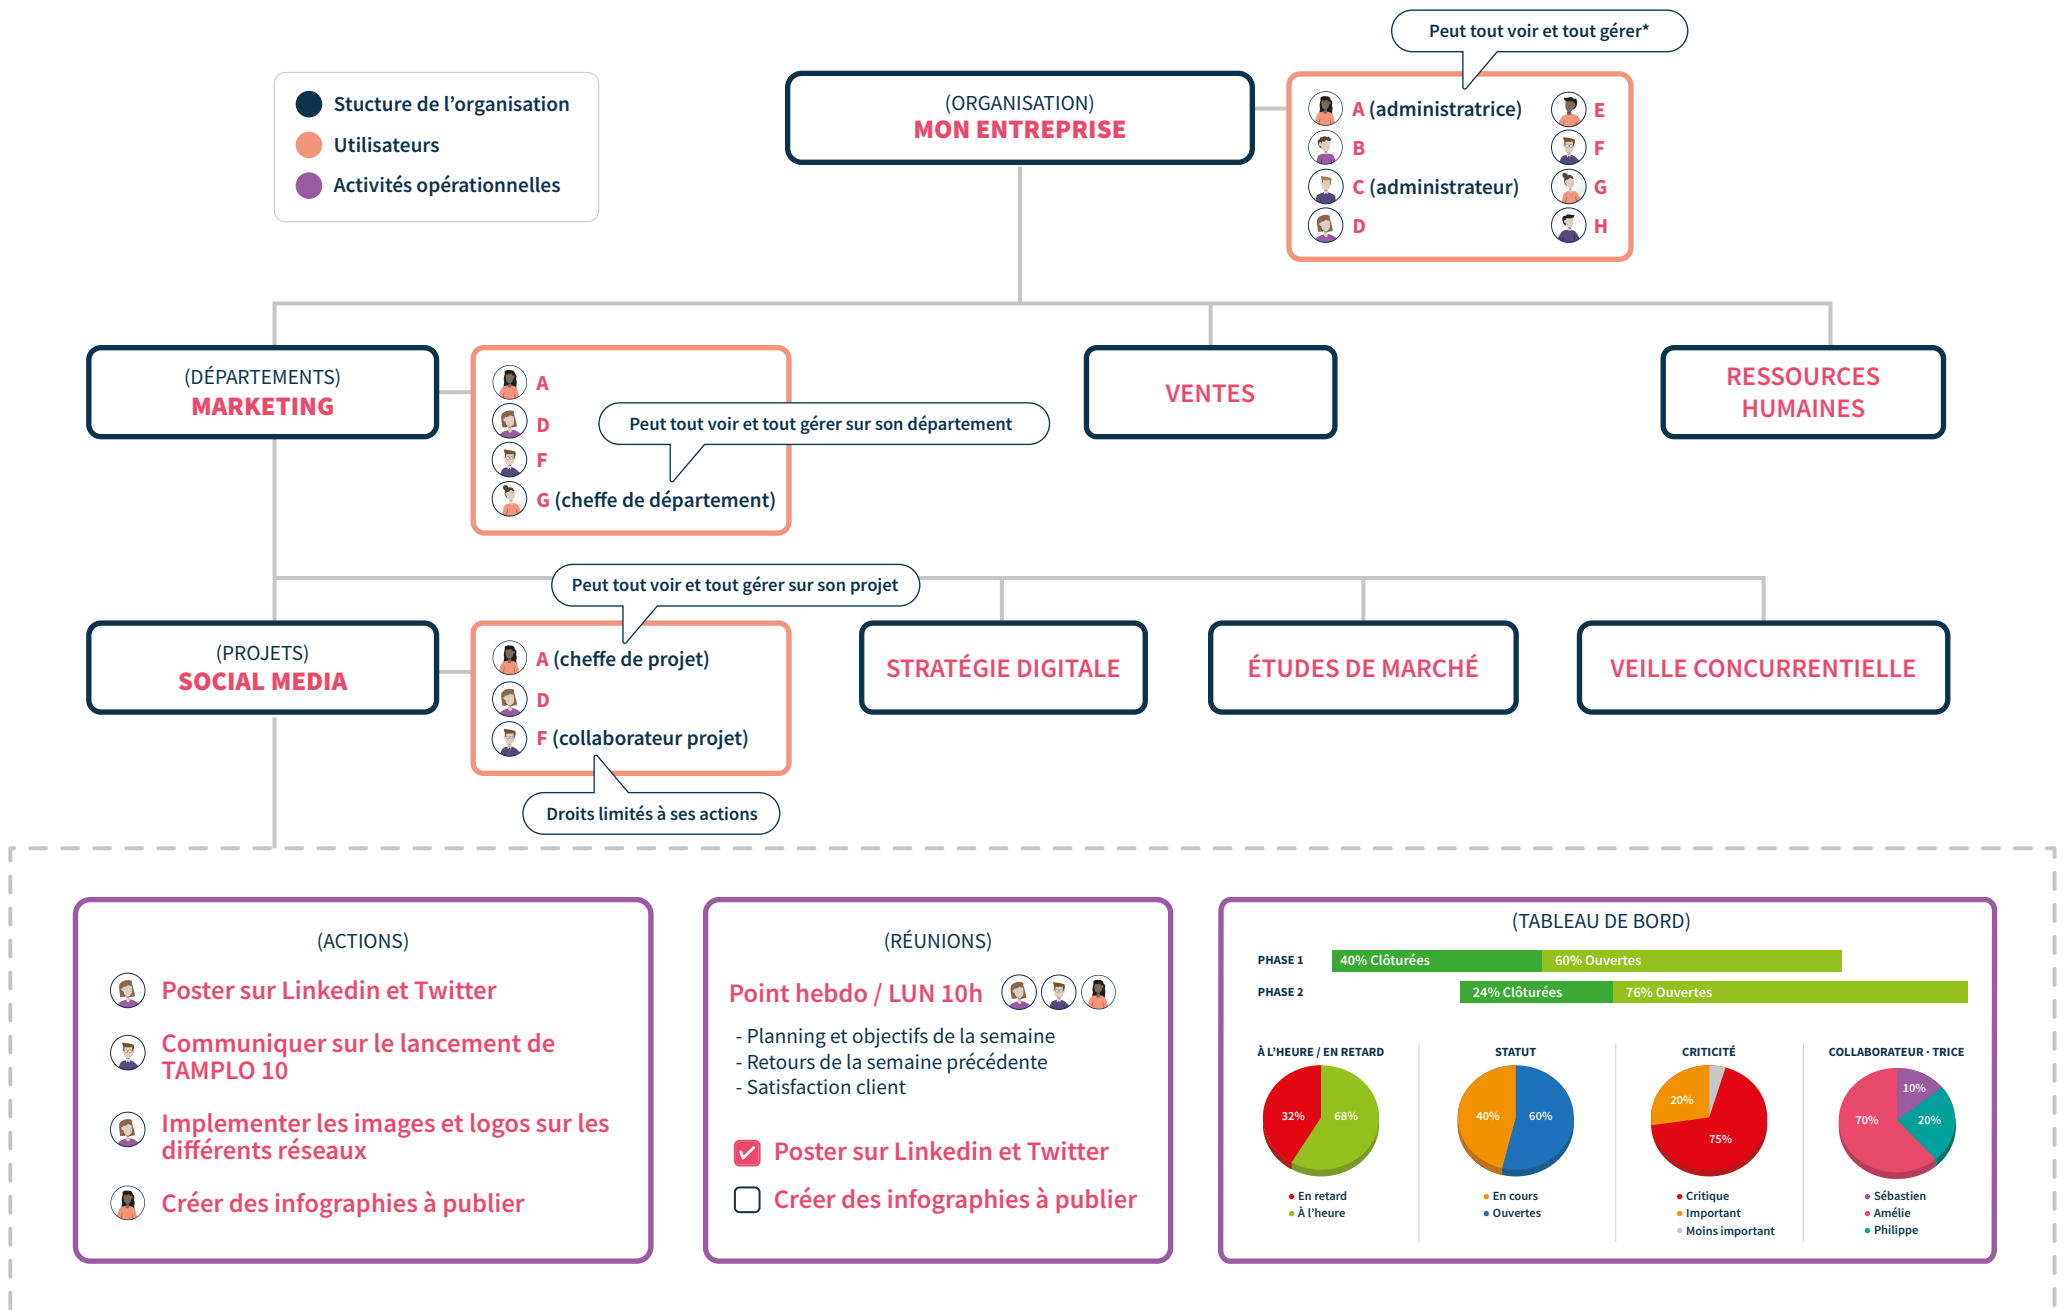 Peut tout voir et tout gérer*
Stucture de l'organisation
Utilisateurs
Activités opérationnelles
(ORGANISATION)
MON ENTREPRISE
A (administratrice)
B
C (administrateur)
D
E
F
G
H
(DÉPARTEMENTS)
MARKETING
A
D
F
G (cheffe de département)
Peut tout voir et tout gérer sur son département
VENTES
RESSOURCES
HUMAINES
Peut tout voir et tout gérer sur son projet
(PROJETS)
SOCIAL MEDIA
A (cheffe de projet)
D
F (collaborateur projet)
Droits limités à ses actions
STRATÉGIE DIGITALE
ÉTUDES DE MARCHÉ
VEILLE CONCURRENTIELLE
(ACTIONS)
Poster sur Linkedin et Twitter
Communiquer sur le lancement de
TAMPLO 10
Implementer les images et logos sur les
différents réseaux
Créer des infographies à publier
(RÉUNIONS)
Point hebdo / LUN 10h
- Planning et objectifs de la semaine
- Retours de la semaine précédente
- Satisfaction client
Poster sur Linkedin et Twitter
Créer des infographies à publier
(TABLEAU DE BORD)
PHASE 1
40% Clôturées
60% Ouvertes
PHASE 2
24% Clôturées
76% Ouvertes
À L'HEURE / EN RETARD
32%
68%
En retard
À l'heure
STATUT
40%
60%
En cours
Ouvertes
CRITICITÉ
20%
75%
Critique
Important
Moins important
COLLABORATEUR · TRICE
10%
70%
20%
Sébastien
Amélie
Philippe